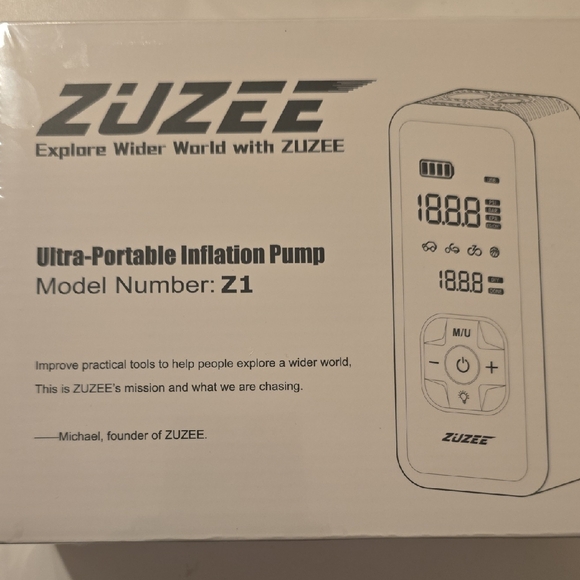 ZUZEE
Explore Wider World with ZUZEE
Ultra-Portable Inflation Pump
Model Number: Z1
Improve practical tools to help people explore a wider world,
This is ZUZEE's mission and what we are chasing.
——Michael, founder of ZUZEE.
18.8.8
18.8.8
M/U
− +
ZUZEE